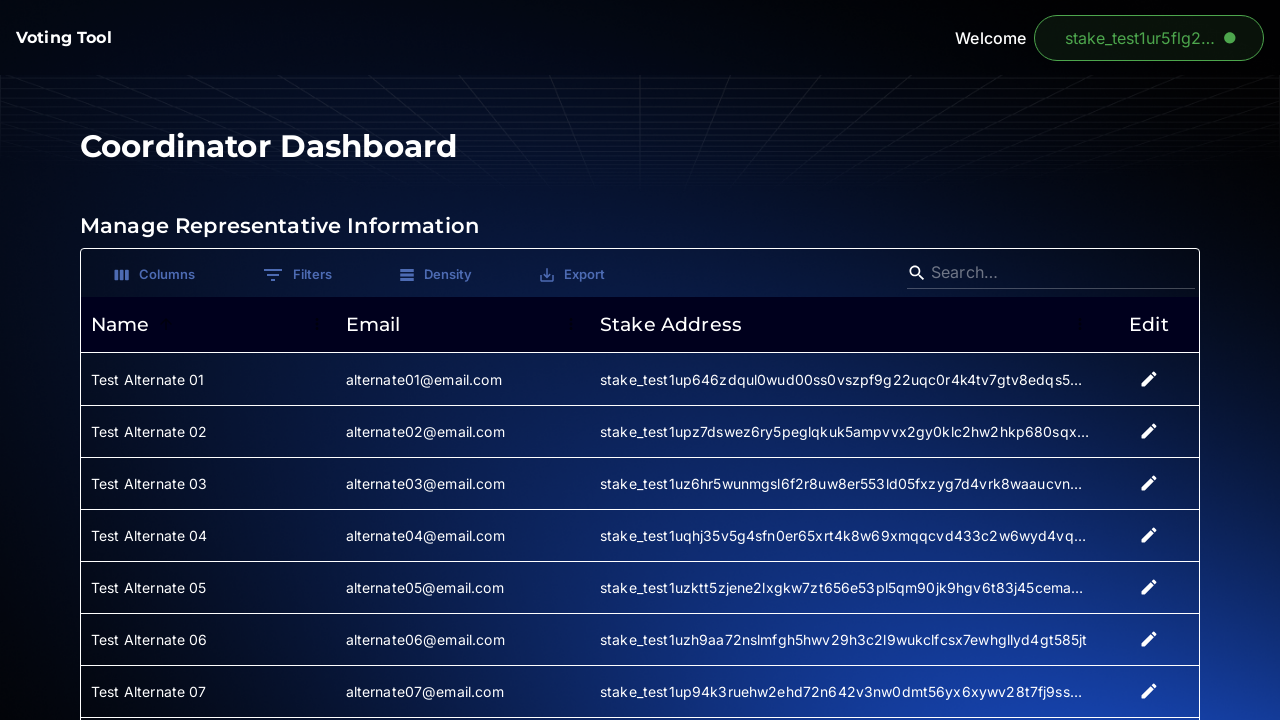 Voting Tool
Welcome stake_test1ur5flg2...
Coordinator Dashboard
Manage Representative Information
Columns Filters Density Export Search...
Name Email Stake Address Edit
Test Alternate 01 alternate01@email.com stake_test1up646zdqul0wud00ss0vszpf9g22uqc0r4k4tv7gtv8edqs5...
Test Alternate 02 alternate02@email.com stake_test1upz7dswez6ry5peglqkuk5ampvvx2gy0klc2hw2hkp680sqx...
Test Alternate 03 alternate03@email.com stake_test1uz6hr5wunmgsl6f2r8uw8er553ld05fxzyg7d4vrk8waaucvn...
Test Alternate 04 alternate04@email.com stake_test1uqhj35v5g4sfn0er65xrt4k8w69xmqqcvd433c2w6wyd4vq...
Test Alternate 05 alternate05@email.com stake_test1uzktt5zjene2lxgkw7zt656e53pl5qm90jk9hgv6t83j45cema...
Test Alternate 06 alternate06@email.com stake_test1uzh9aa72nslmfgh5hwv29h3c2l9wukclfcsx7ewhgllyd4gt585jt
Test Alternate 07 alternate07@email.com stake_test1up94k3ruehw2ehd72n642v3nw0dmt56yx6xywv28t7fj9ss...